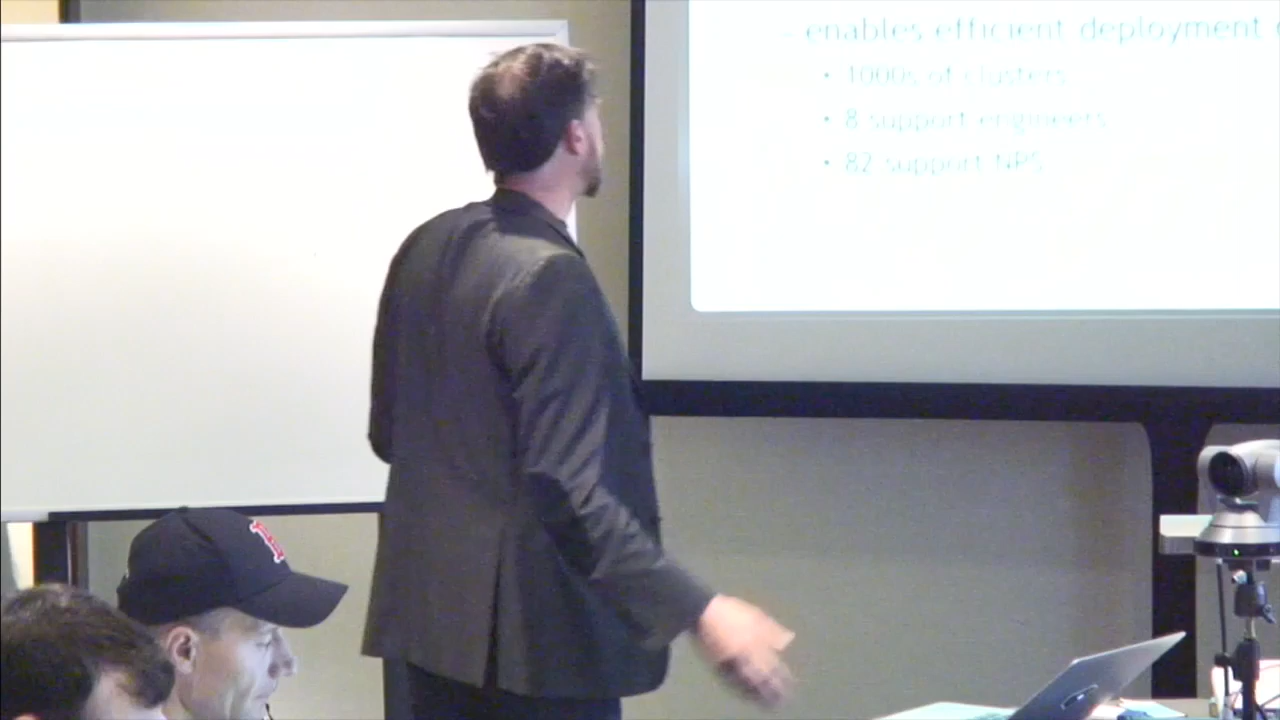 - enables efficient deployment
• 1000s of clusters
• 8 support engineers
• 82 support NPS
B